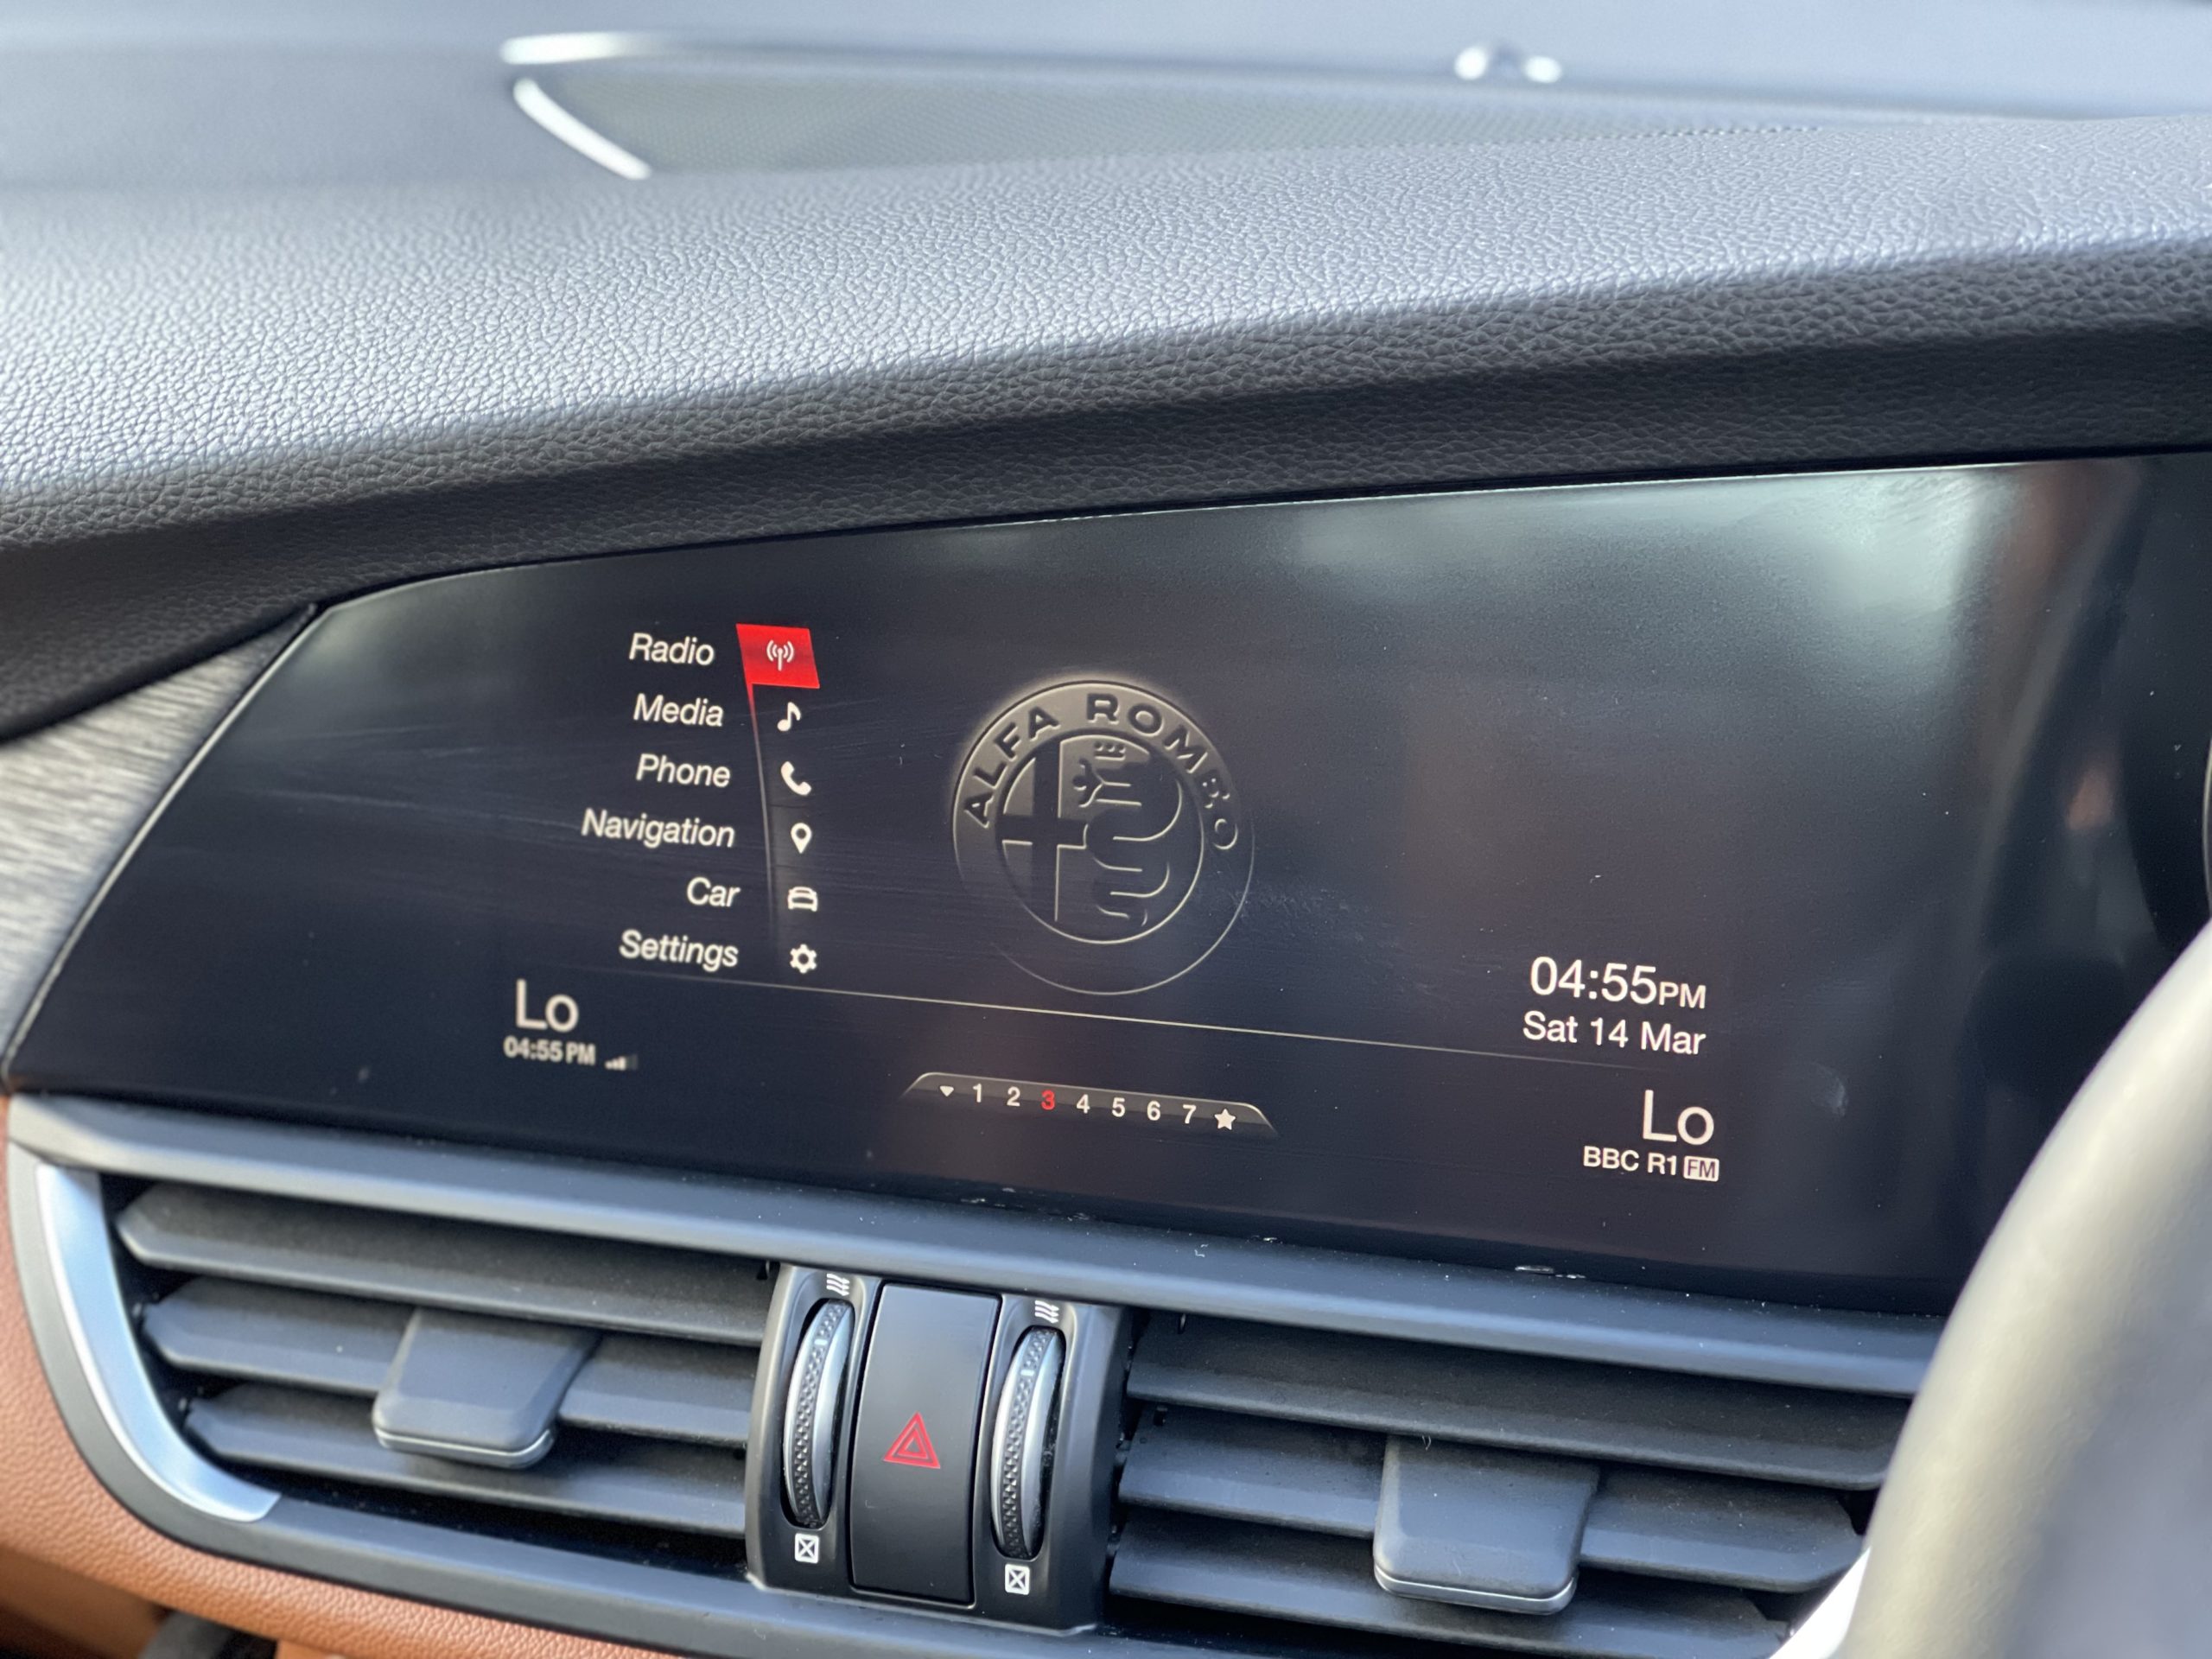 Radio
Media
Phone
Navigation
Car
Settings
ALFA ROMEO
04:55PM
Sat 14 Mar
Lo
04:55 PM
1 2 3 4 5 6 7
Lo
BBC R1 FM